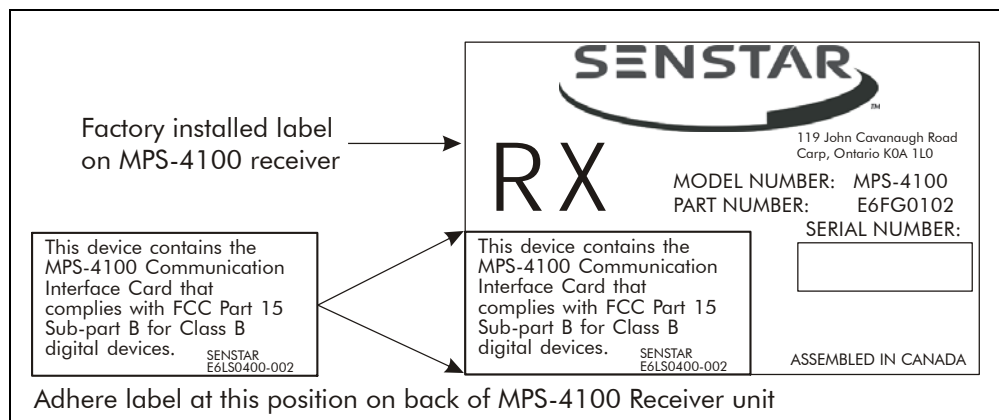 SENSTAR
TM
119 John Cavanaugh Road
Carp, Ontario K0A 1L0
Factory installed label
on MPS-4100 receiver
RX
MODEL NUMBER: MPS-4100
PART NUMBER: E6FG0102
SERIAL NUMBER:
This device contains the
MPS-4100 Communication
Interface Card that
complies with FCC Part 15
Sub-part B for Class B
digital devices.
SENSTAR
E6LS0400-002
This device contains the
MPS-4100 Communication
Interface Card that
complies with FCC Part 15
Sub-part B for Class B
digital devices.
SENSTAR
E6LS0400-002
ASSEMBLED IN CANADA
Adhere label at this position on back of MPS-4100 Receiver unit